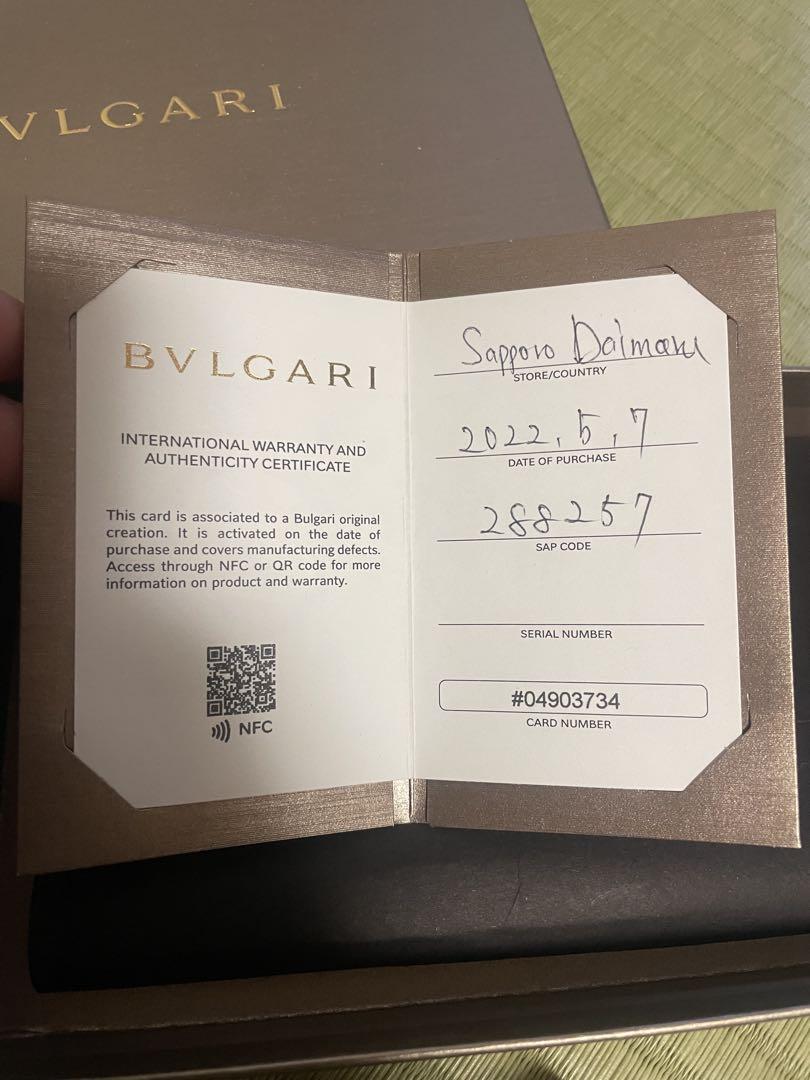 VLGARI
BVLGARI
INTERNATIONAL WARRANTY AND
AUTHENTICITY CERTIFICATE
This card is associated to a Bulgari original
creation. It is activated on the date of
purchase and covers manufacturing defects.
Access through NFC or QR code for more
information on product and warranty.
NFC
Sapporo Daimaru
STORE/COUNTRY
2022, 5, 7
DATE OF PURCHASE
288257
SAP CODE
SERIAL NUMBER
#04903734
CARD NUMBER